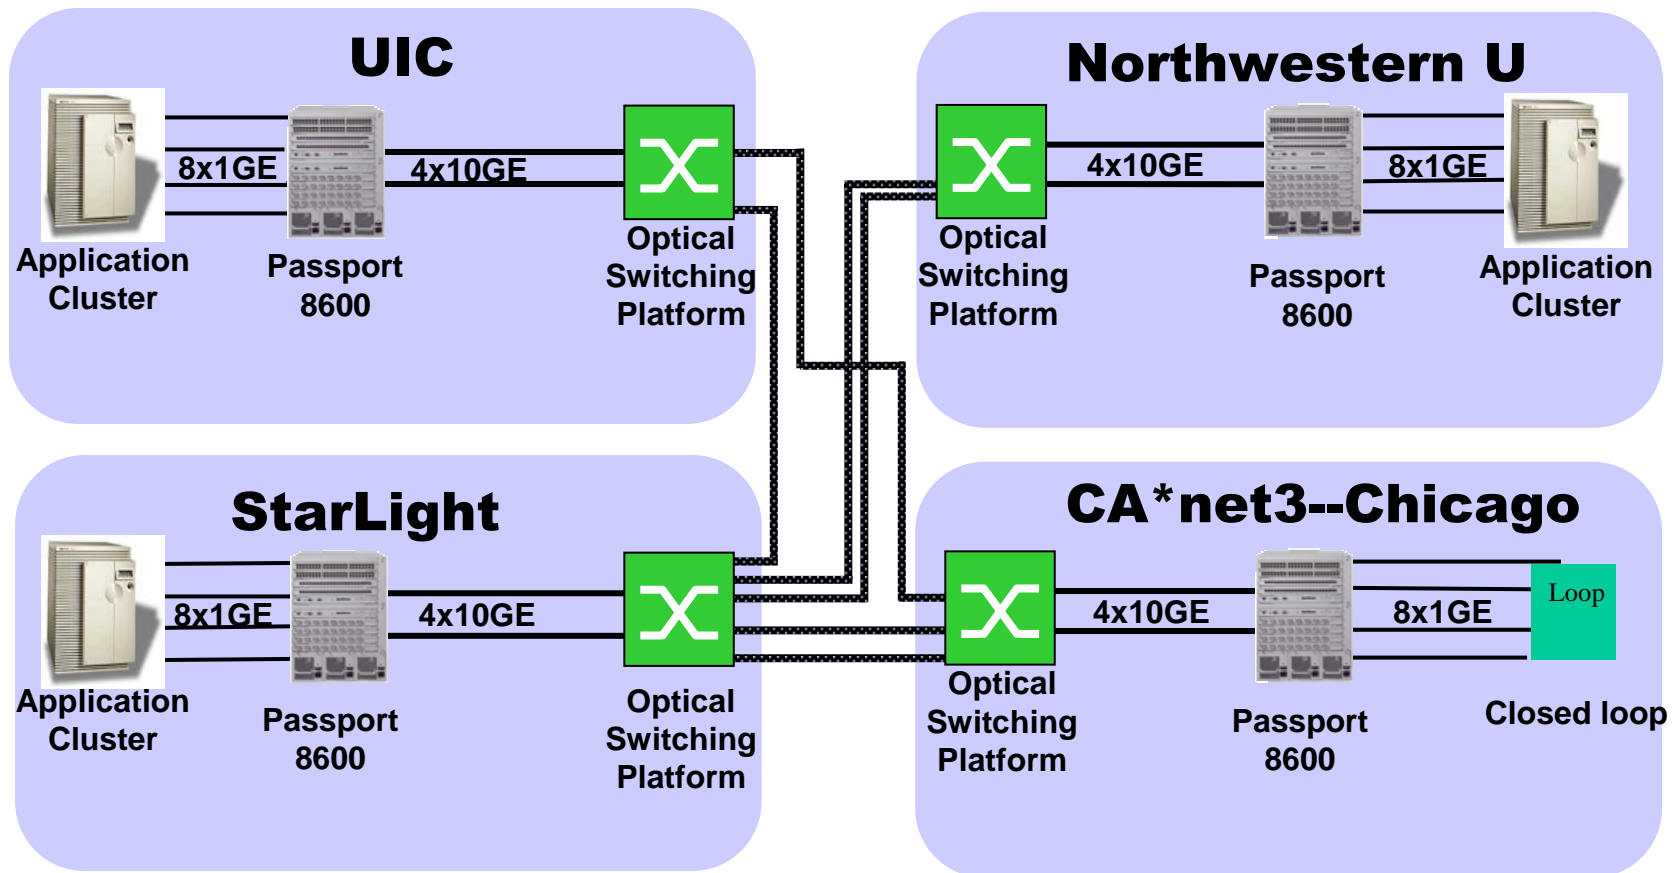 UIC
8x1GE
4x10GE
Application
Cluster
Passport
8600
Optical
Switching
Platform
Northwestern U
4x10GE
8x1GE
Optical
Switching
Platform
Passport
8600
Application
Cluster
StarLight
8x1GE
4x10GE
Application
Cluster
Passport
8600
Optical
Switching
Platform
CA*net3--Chicago
4x10GE
8x1GE
Loop
Optical
Switching
Platform
Passport
8600
Closed loop